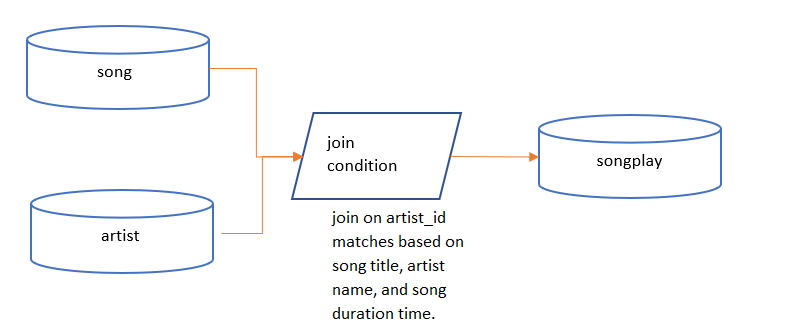 song
join
condition
songplay
artist
join on artist_id
matches based on
song title, artist
name, and song
duration time.